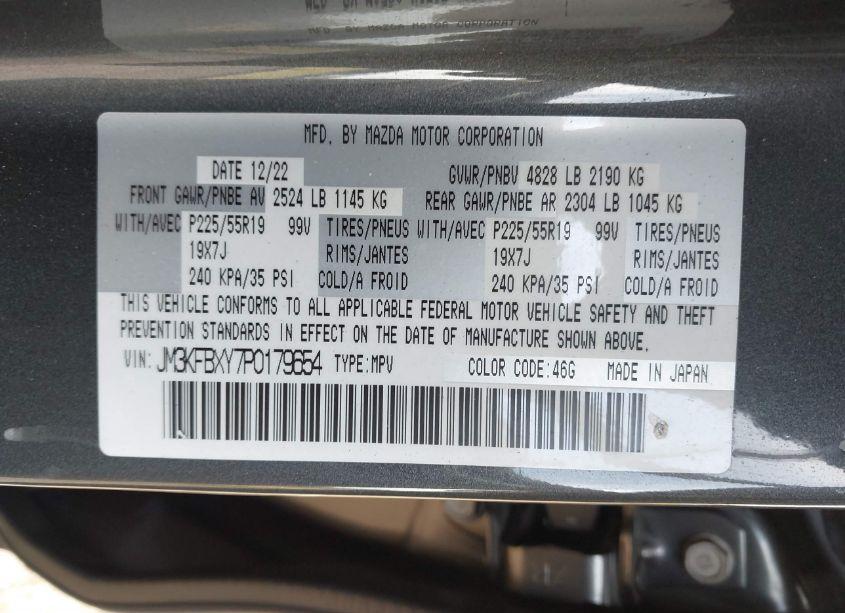 MFD. BY MAZDA MOTOR CORPORATION
DATE 12/22 GVWR/PNBV 4828 LB 2190 KG
FRONT GAWR/PNBE AV 2524 LB 1145 KG REAR GAWR/PNBE AR 2304 LB 1045 KG
WITH/AVEC P225/55R19 99V TIRES/PNEUS WITH/AVEC P225/55R19 99V TIRES/PNEUS
19X7J RIMS/JANTES 19X7J RIMS/JANTES
240 KPA/35 PSI COLD/A FROID 240 KPA/35 PSI COLD/A FROID
THIS VEHICLE CONFORMS TO ALL APPLICABLE FEDERAL MOTOR VEHICLE SAFETY AND THEFT
PREVENTION STANDARDS IN EFFECT ON THE DATE OF MANUFACTURE SHOWN ABOVE.
VIN: JM3KFBXY7P0179654 TYPE:MPV COLOR CODE:46G MADE IN JAPAN